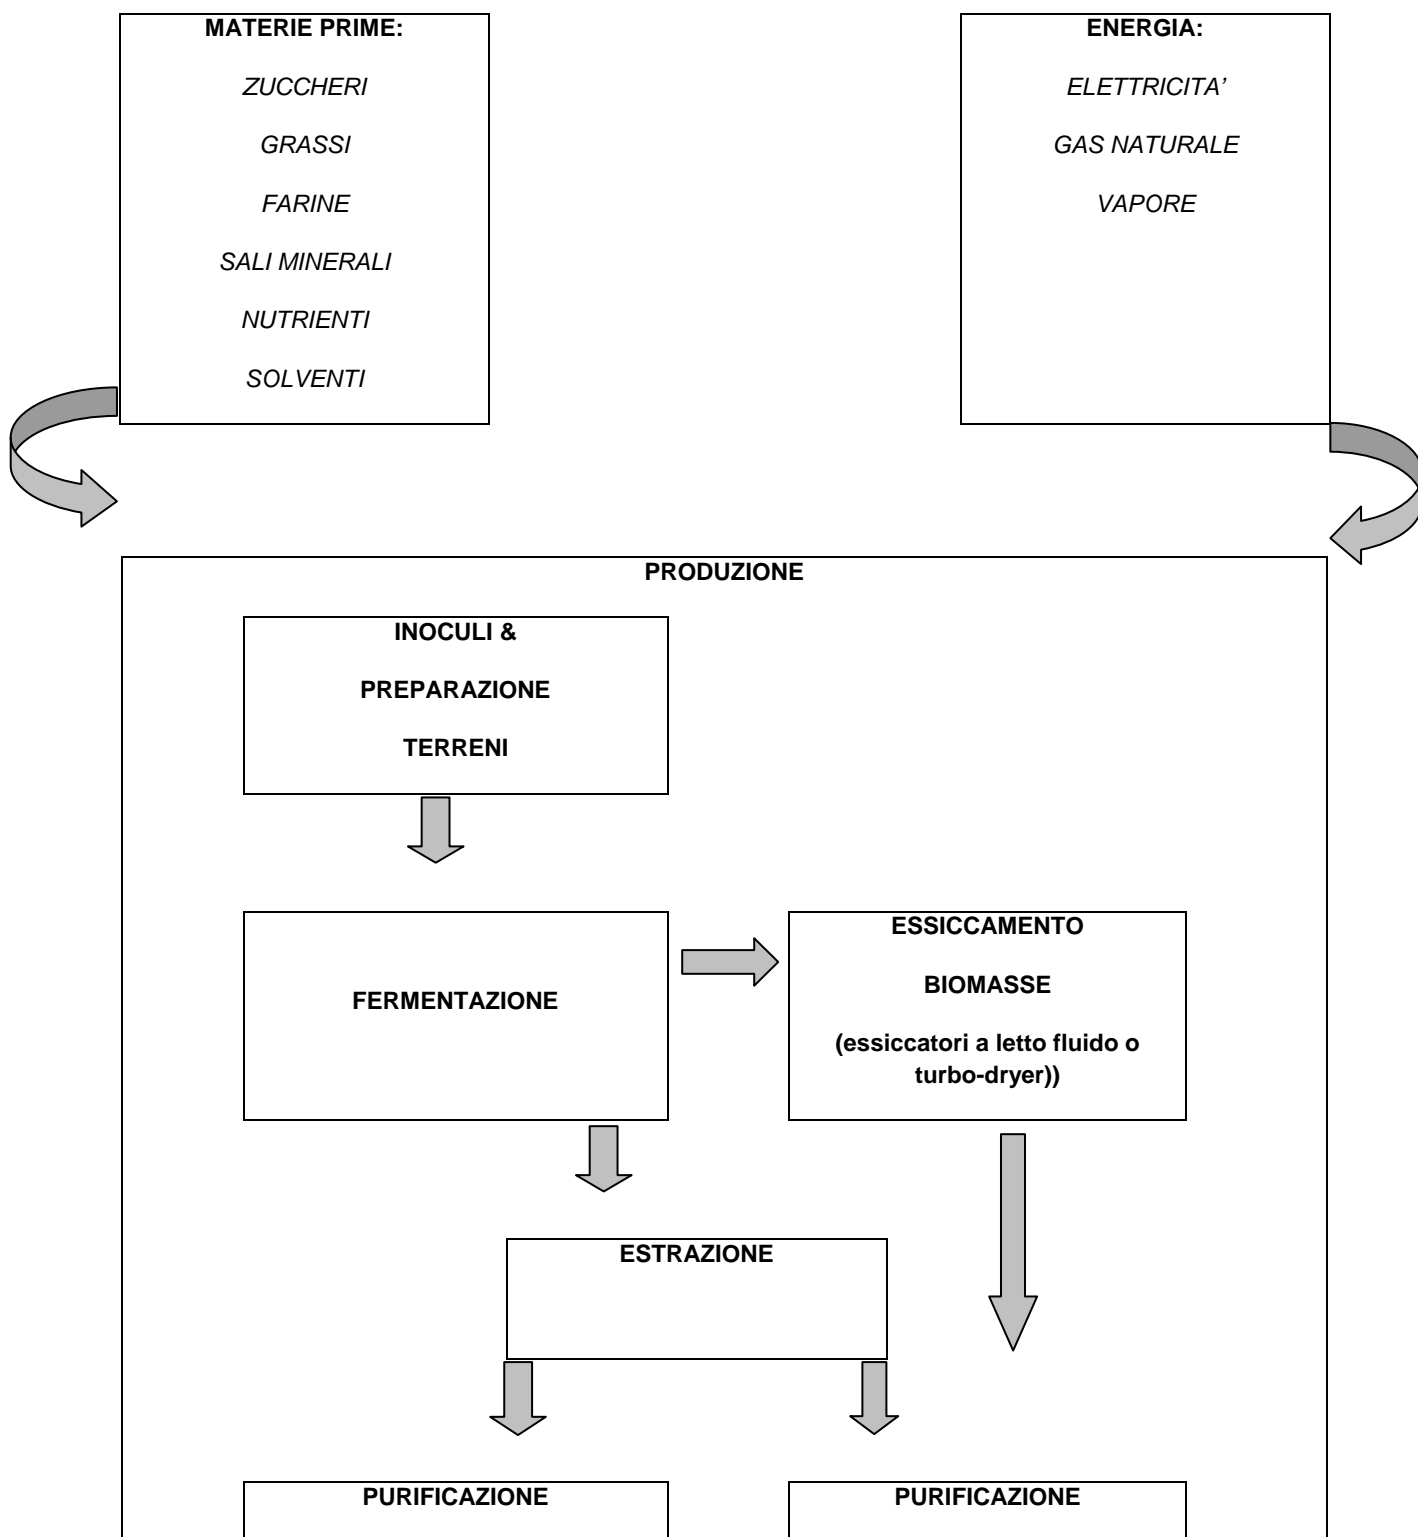 MATERIE PRIME:
ZUCCHERI
GRASSI
FARINE
SALI MINERALI
NUTRIENTI
SOLVENTI
ENERGIA:
ELETTRICITA’
GAS NATURALE
VAPORE
PRODUZIONE
INOCULI &
PREPARAZIONE
TERRENI
FERMENTAZIONE
ESSICCAMENTO
BIOMASSE
(essiccatori a letto fluido o
turbo-dryer))
ESTRAZIONE
PURIFICAZIONE
PURIFICAZIONE